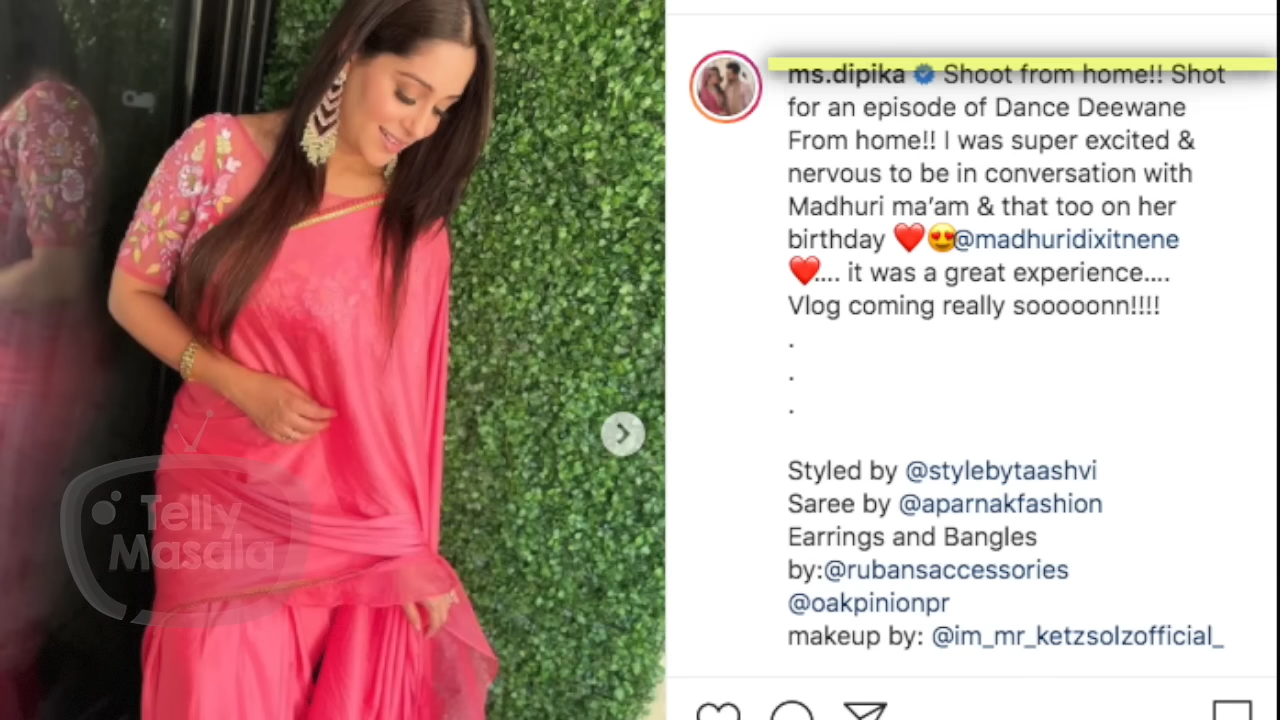 ms.dipika Shoot from home!! Shot
for an episode of Dance Deewane
From home!! I was super excited &
nervous to be in conversation with
Madhuri ma’am & that too on her
birthday ❤️😍@madhuridixitnene
❤️.... it was a great experience....
Vlog coming really soooooonn!!!!
.
.
.
Styled by @stylebytaashvi
Saree by @aparnakfashion
Earrings and Bangles
by:@rubansaccessories
@oakpinionpr
makeup by: @im_mr_ketzsolzofficial_
Telly
Masala